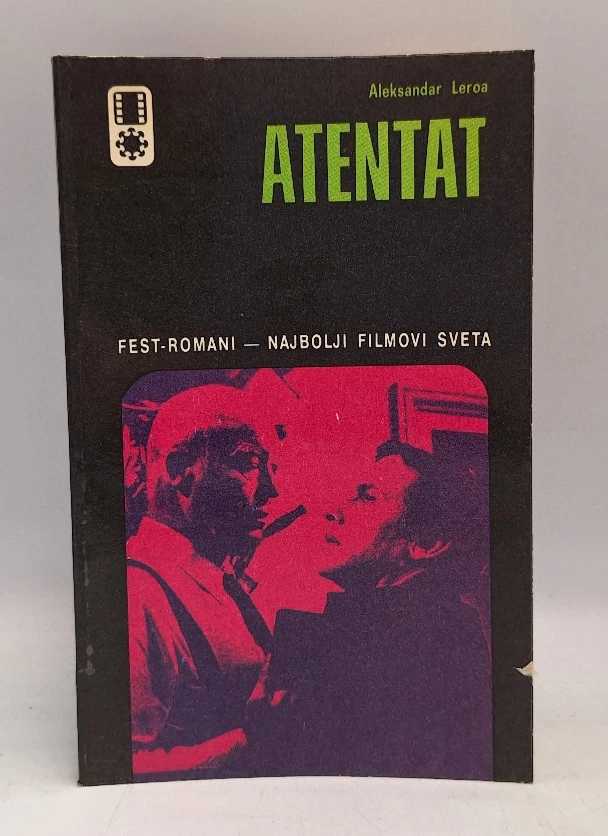 Aleksandar Leroa
ATENTAT
FEST-ROMANI — NAJBOLJI FILMOVI SVETA